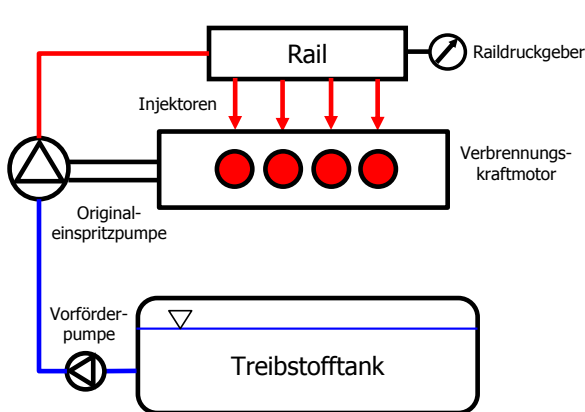 Rail
Raildruckgeber
Injektoren
Verbrennungs-
kraftmotor
Original-
einspritzpumpe
Vorförder-
pumpe
Treibstofftank